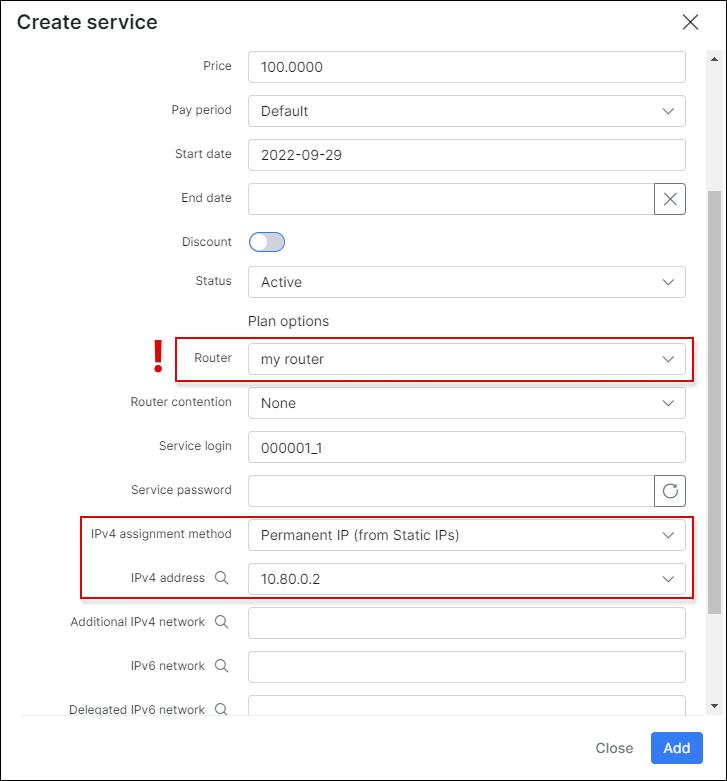 Create service
Price 100.0000
Pay period Default
Start date 2022-09-29
End date
Discount
Status Active
Plan options
! Router my router
Router contention None
Service login 000001_1
Service password
IPv4 assignment method Permanent IP (from Static IPs)
IPv4 address 10.80.0.2
Additional IPv4 network
IPv6 network
Delegated IPv6 network
Close Add